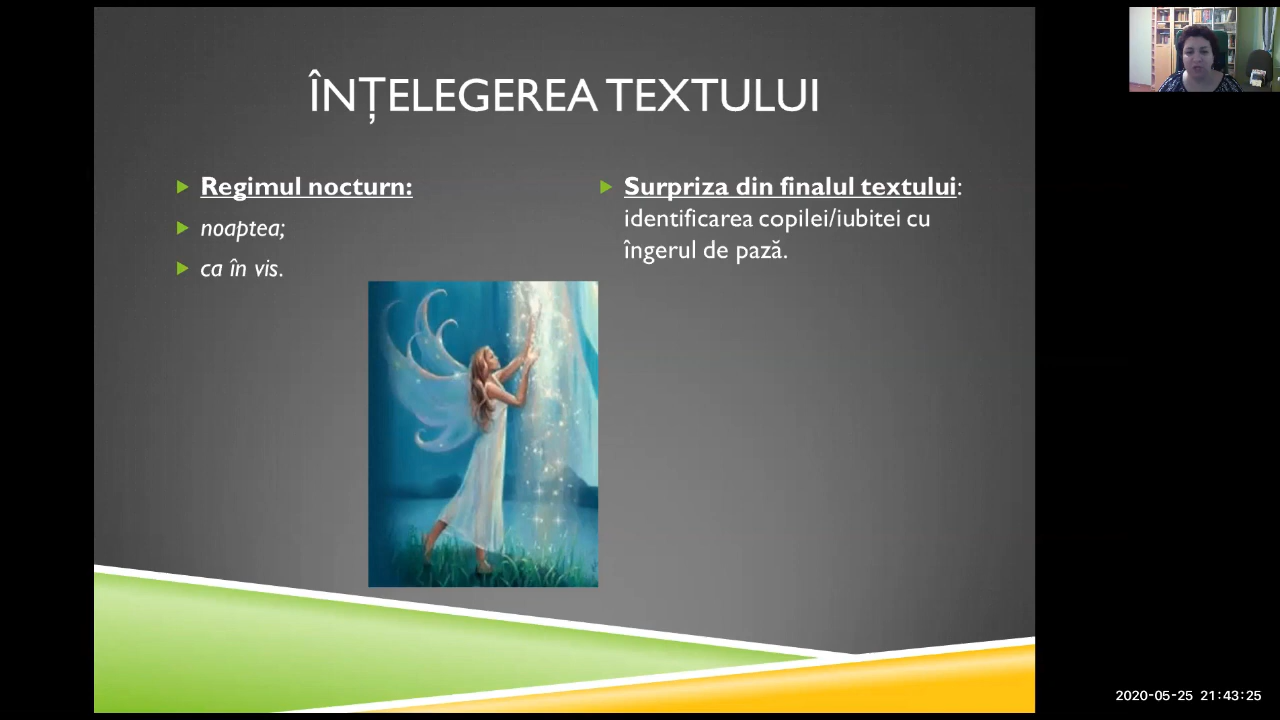 ÎNȚELEGEREA TEXTULUI
Regimul nocturn:
noaptea;
ca în vis.
Surpriza din finalul textului:
identificarea copilei/iubitei cu
îngerul de pază.
2020-05-25 21:43:25